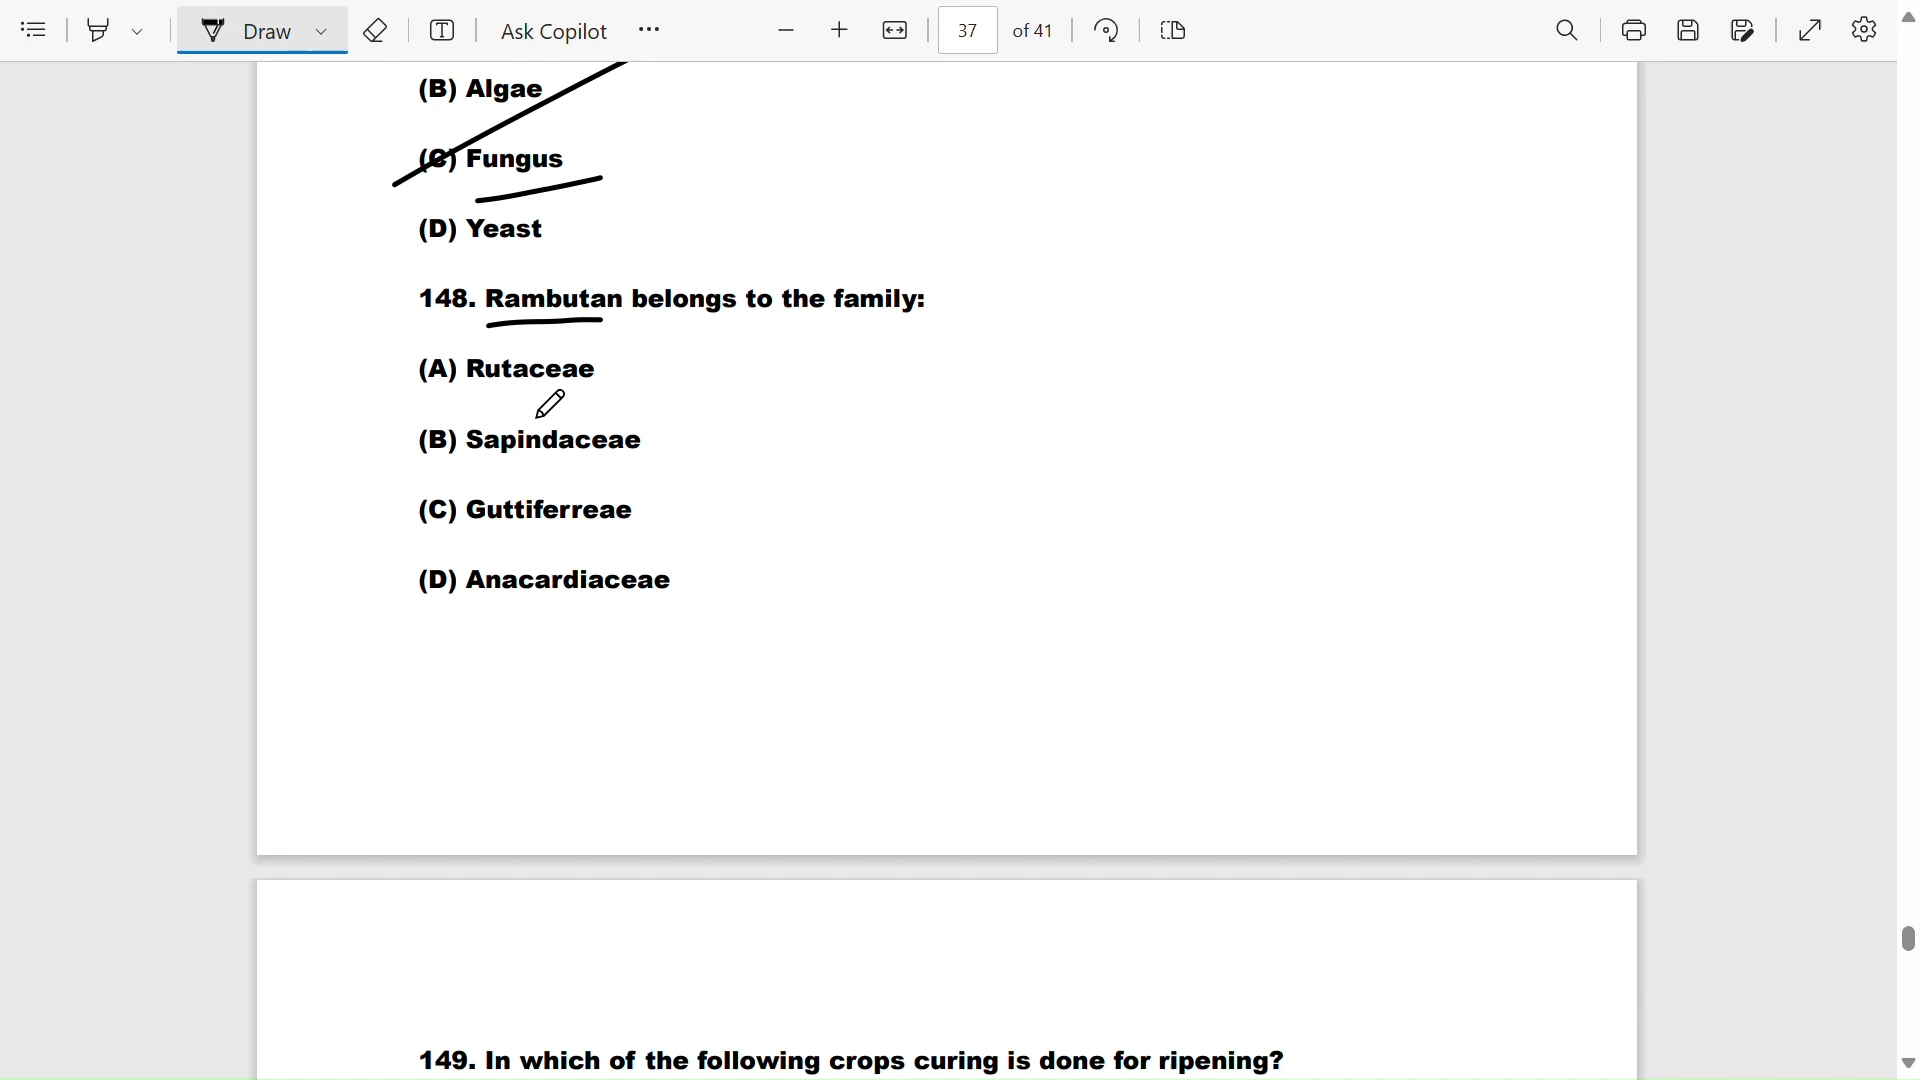 Draw
Ask Copilot
37 of 41
(B) Algae
(C) Fungus
(D) Yeast
148. Rambutan belongs to the family:
(A) Rutaceae
(B) Sapindaceae
(C) Guttiferreae
(D) Anacardiaceae
149. In which of the following crops curing is done for ripening?